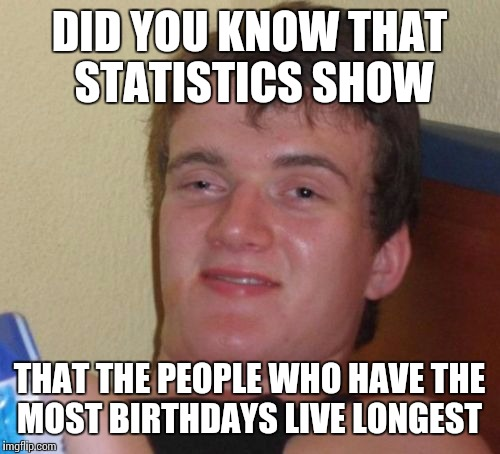 DID YOU KNOW THAT
STATISTICS SHOW
THAT THE PEOPLE WHO HAVE THE
MOST BIRTHDAYS LIVE LONGEST
imgflip.com